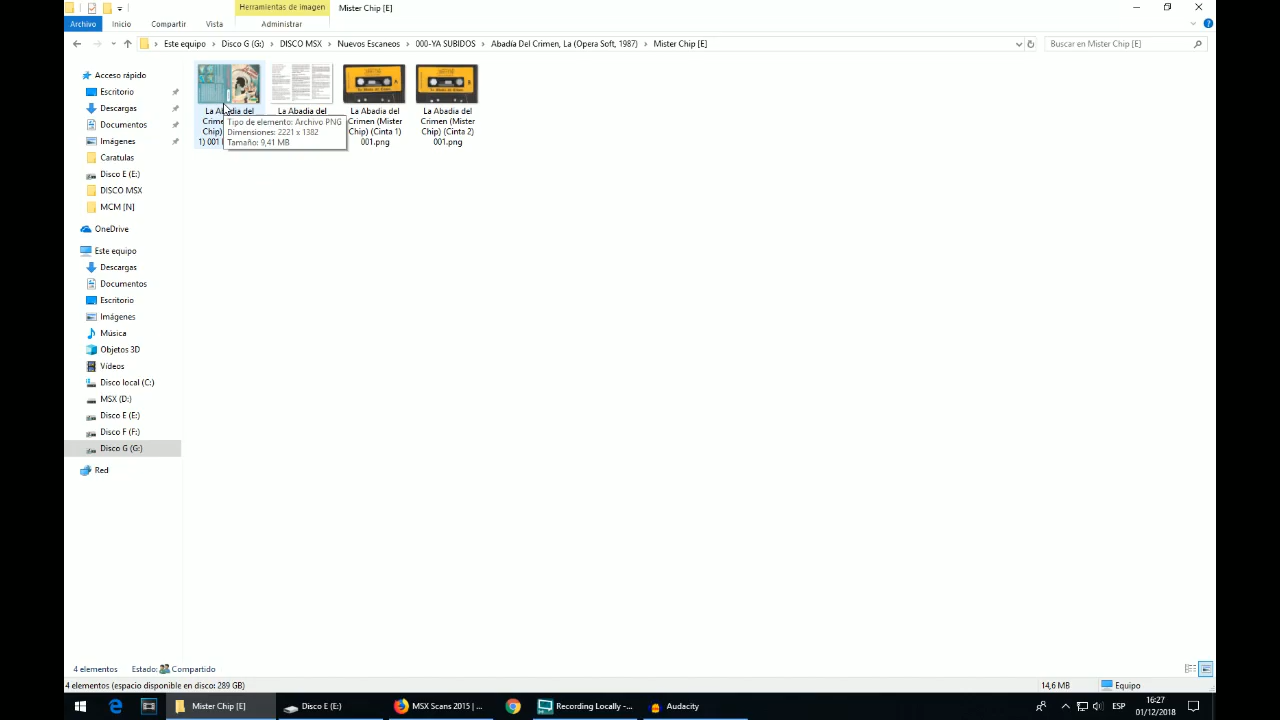 Herramientas de imagen
Mister Chip [E]
Archivo
Inicio
Compartir
Vista
Administrar
Este equipo
Disco G (G:)
DISCO MSX
Nuevos Escaneos
000-YA SUBIDOS
Abadía Del Crimen, La (Opera Soft, 1987)
Mister Chip [E]
Buscar en Mister Chip [E]
Acceso rápido
Escritorio
Descargas
Documentos
Imágenes
Caratulas
Disco E (E:)
DISCO MSX
MCM [N]
OneDrive
Este equipo
Descargas
Documentos
Escritorio
Imágenes
Música
Objetos 3D
Vídeos
Disco local (C:)
MSX (D:)
Disco E (E:)
Disco F (F:)
Disco G (G:)
Red
La Abadia del
Chip)
1) 001
Tipo de elemento: Archivo PNG
Dimensiones: 2221 x 1382
Tamaño: 9,41 MB
La Abadia del
La Abadia del
Crimen (Mister
Chip) (Cinta 1)
001.png
La Abadia del
Crimen (Mister
Chip) (Cinta 2)
001.png
4 elementos
Estado:
Compartido
4 elementos (espacio disponible en disco: 289 GB)
14,6 MB
Equipo
Mister Chip [E]
Disco E (E:)
MSX Scans 2015 | ...
Recording Locally -...
Audacity
ESP
16:27
01/12/2018